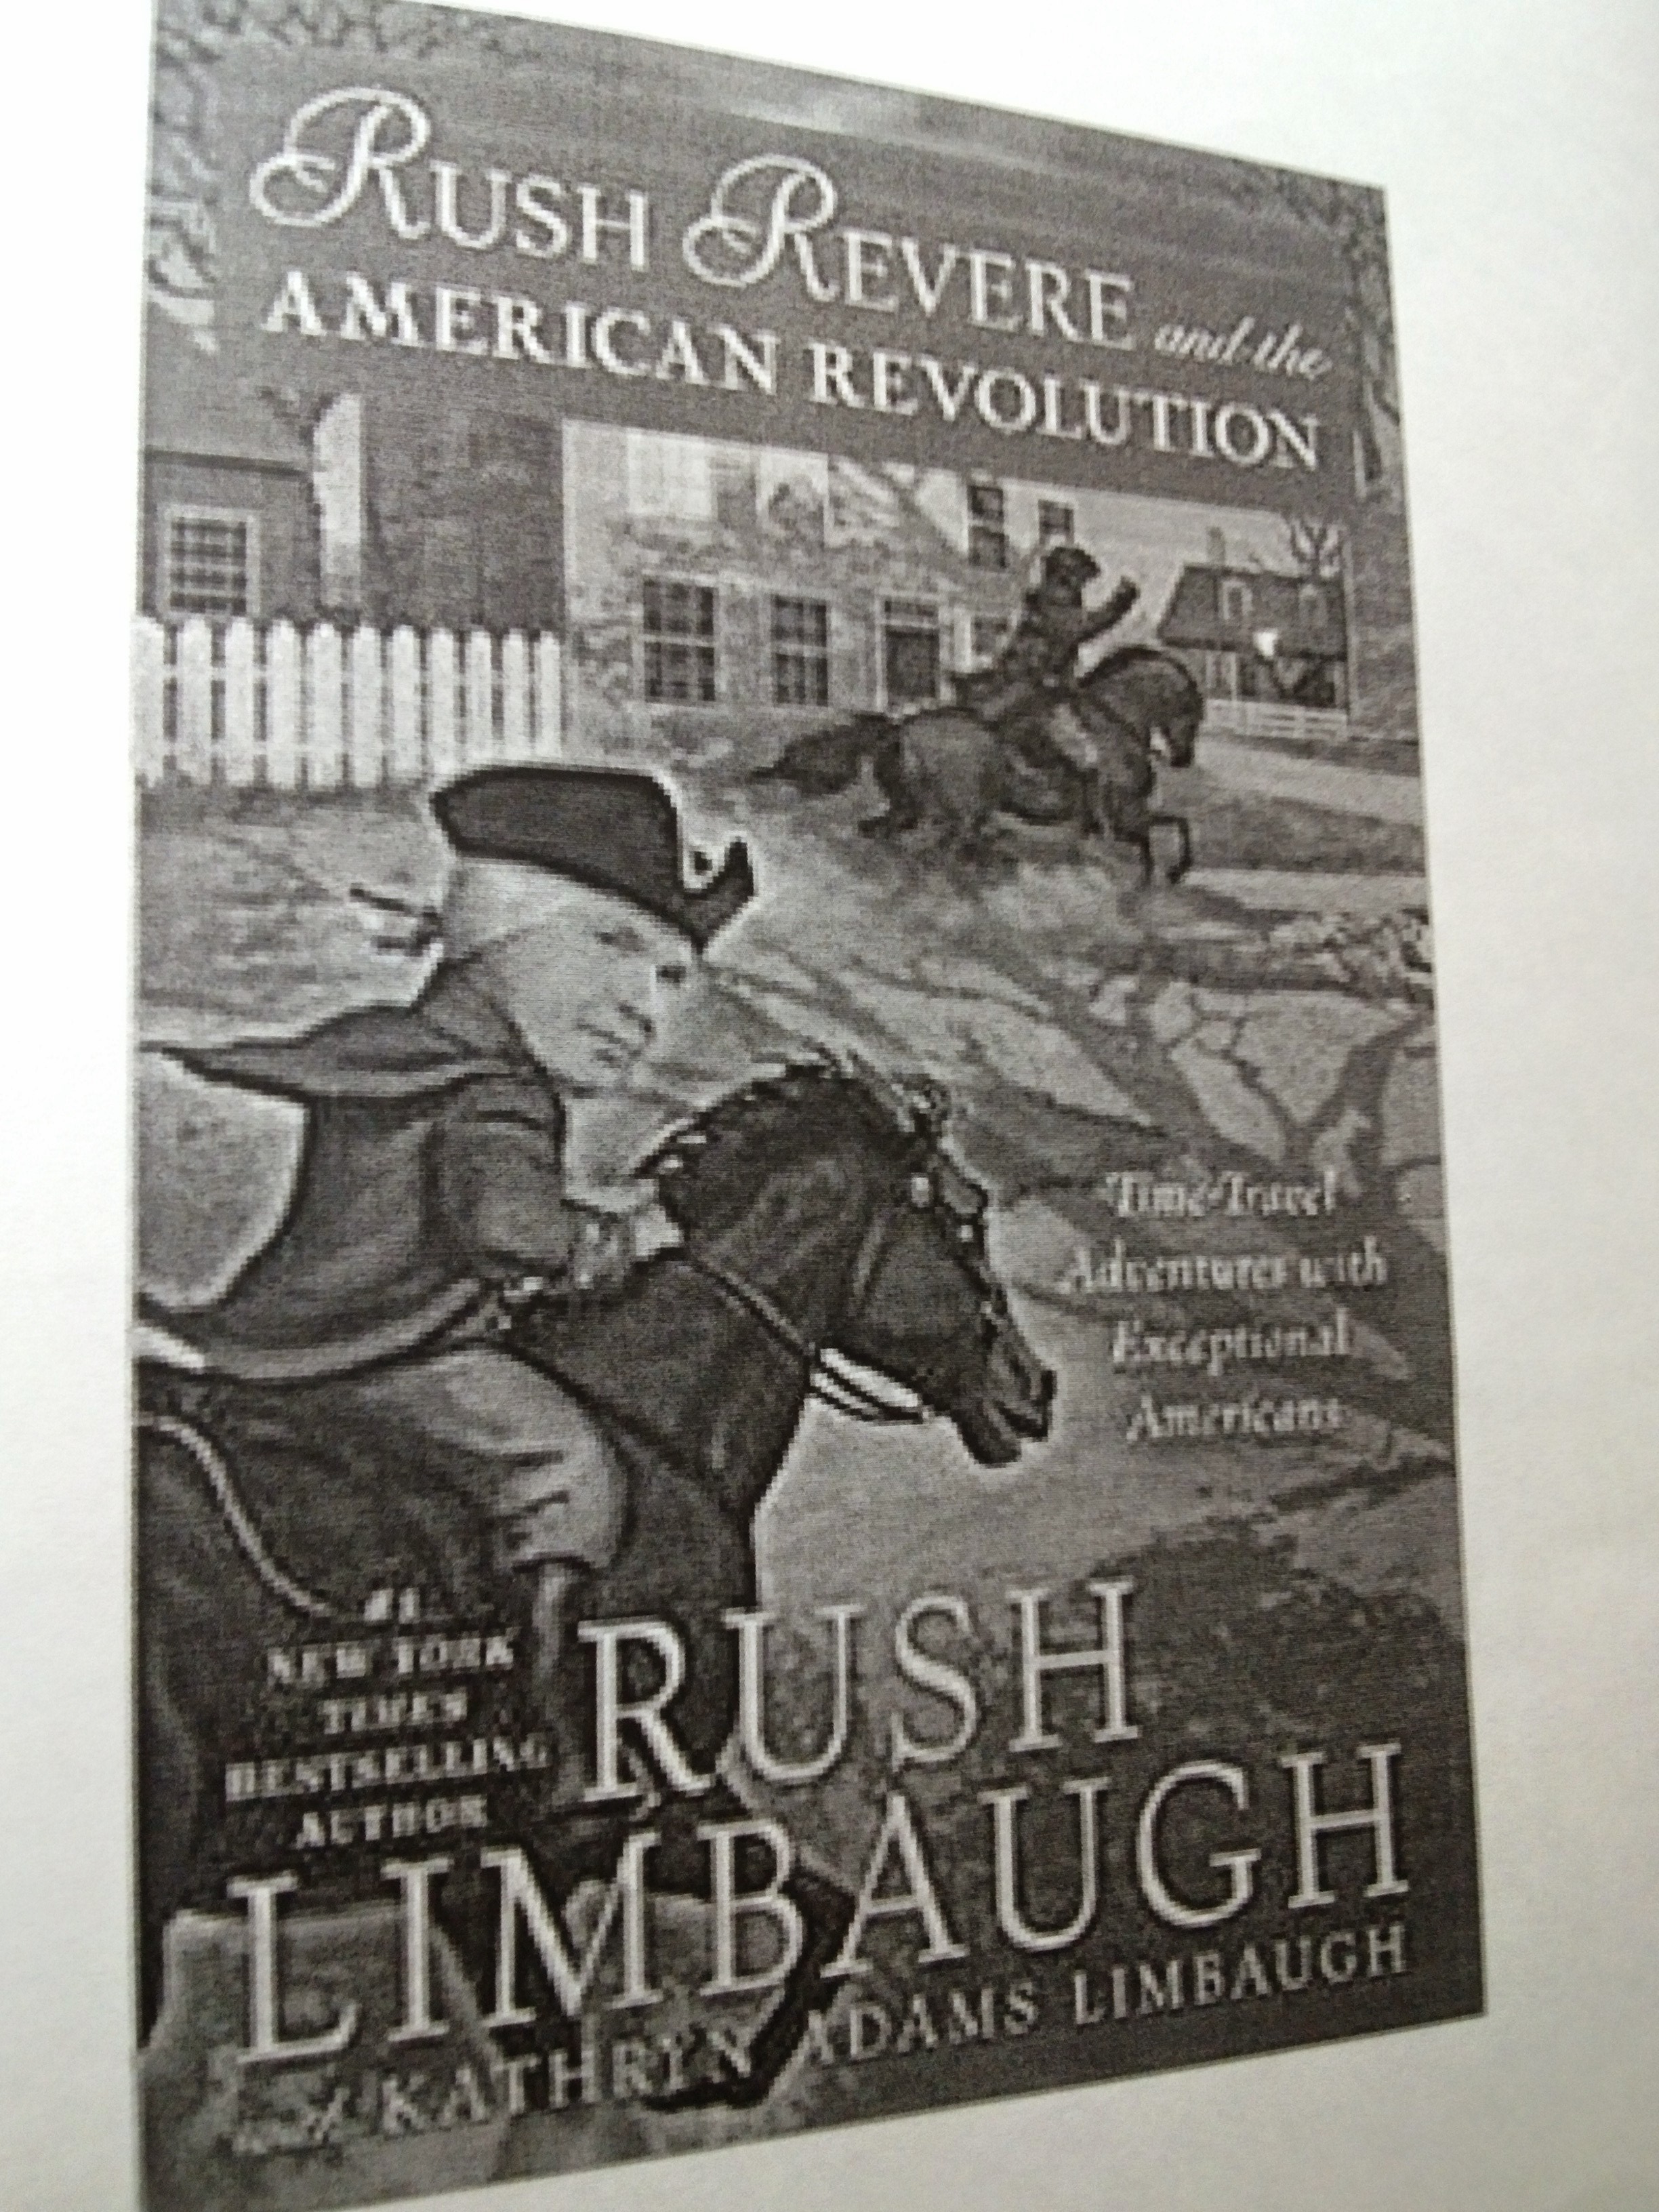 RUSH REVERE and the
AMERICAN REVOLUTION
Time-Travel
Adventures with
Exceptional
Americans
#1
NEW YORK
TIMES
BESTSELLING
AUTHOR
RUSH
LIMBAUGH
with KATHRYN ADAMS LIMBAUGH